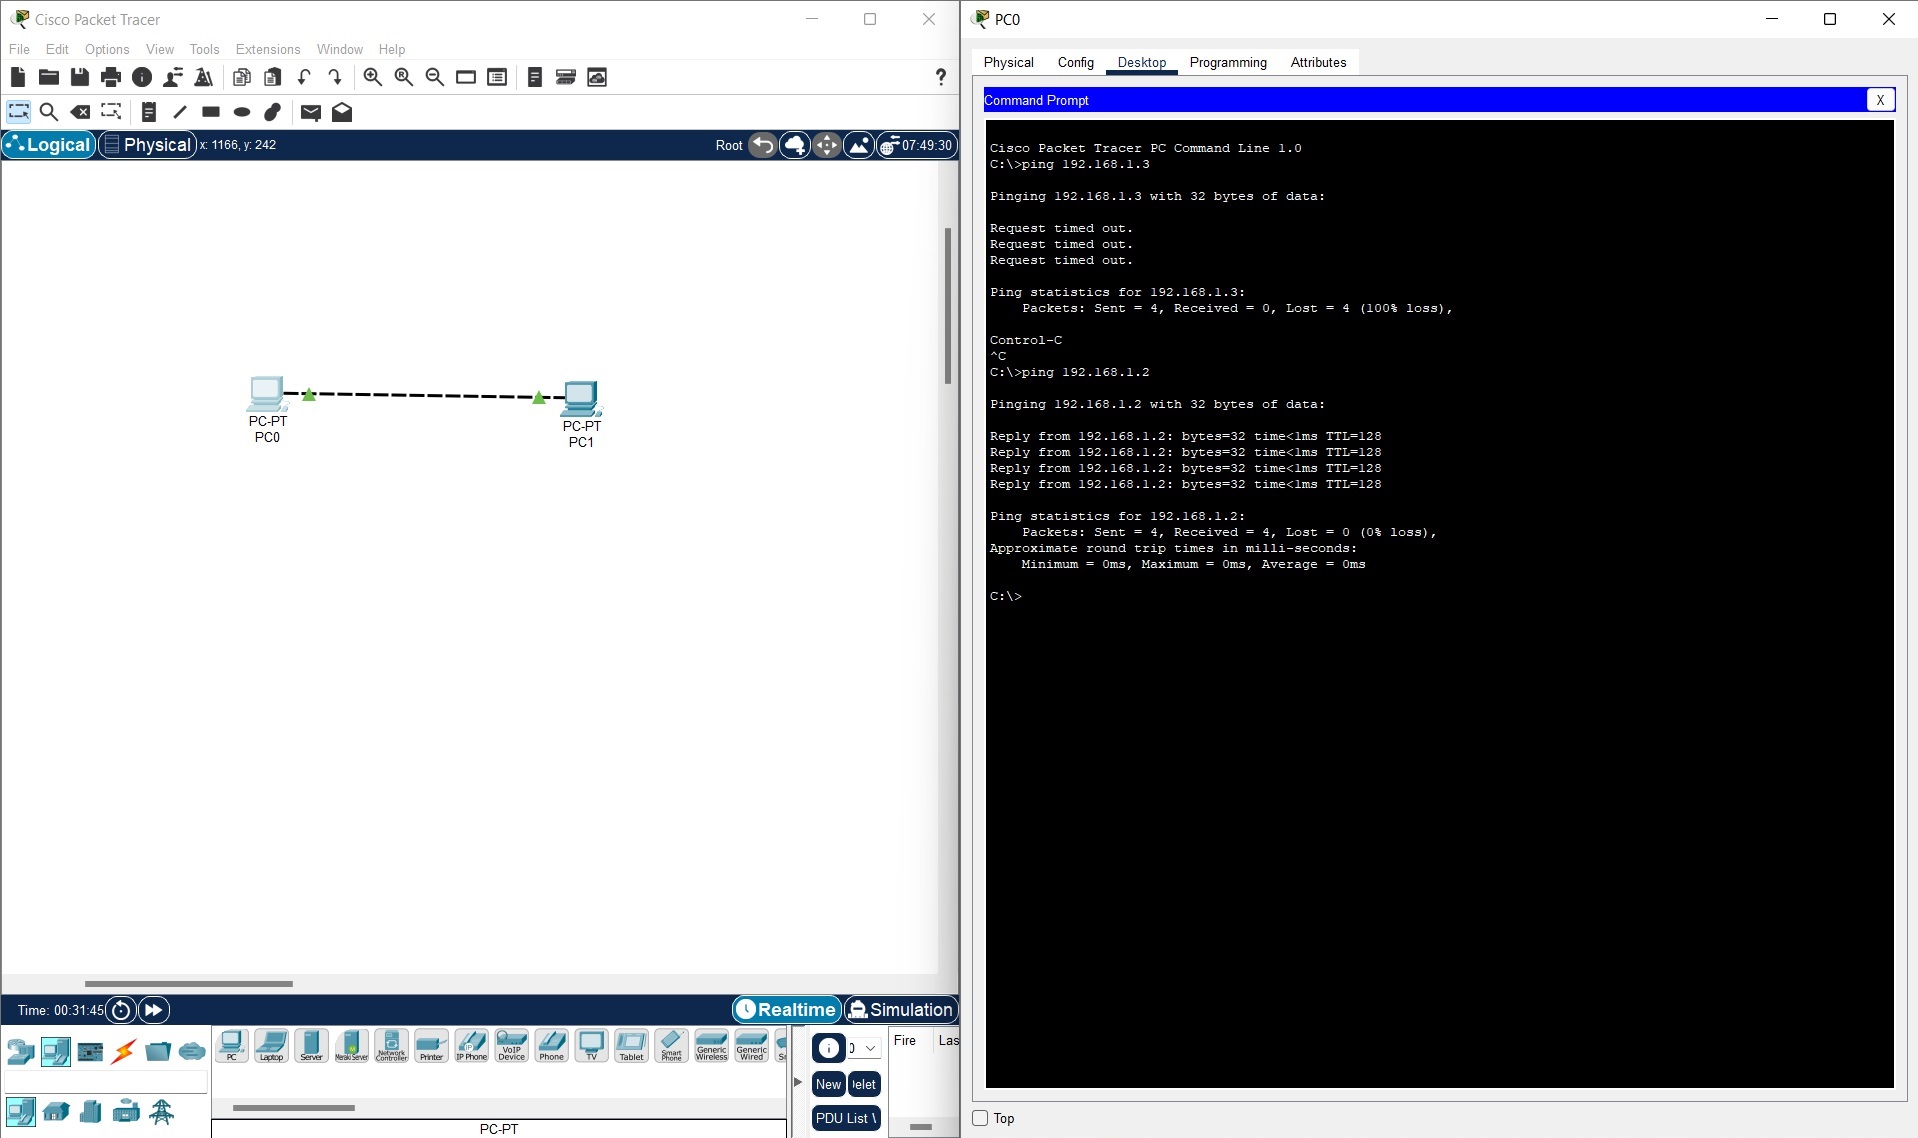 Cisco Packet Tracer
File Edit Options View Tools Extensions Window Help
Logical Physical x: 1166, y: 242 Root 07:49:30
PC-PT
PC0
PC-PT
PC1
Time: 00:31:45 Realtime Simulation
PC Laptop Server Meraki Server Network Controller Printer IP Phone VoIP Device Phone TV Tablet Smart Phone Generic Wireless Generic Wired
0
Fire Las
New elet
PDU List
PC-PT
PC0
Physical Config Desktop Programming Attributes
Command Prompt X
Cisco Packet Tracer PC Command Line 1.0
C:\>ping 192.168.1.3
Pinging 192.168.1.3 with 32 bytes of data:
Request timed out.
Request timed out.
Request timed out.
Ping statistics for 192.168.1.3:
Packets: Sent = 4, Received = 0, Lost = 4 (100% loss),
Control-C
^C
C:\>ping 192.168.1.2
Pinging 192.168.1.2 with 32 bytes of data:
Reply from 192.168.1.2: bytes=32 time<1ms TTL=128
Reply from 192.168.1.2: bytes=32 time<1ms TTL=128
Reply from 192.168.1.2: bytes=32 time<1ms TTL=128
Reply from 192.168.1.2: bytes=32 time<1ms TTL=128
Ping statistics for 192.168.1.2:
Packets: Sent = 4, Received = 4, Lost = 0 (0% loss),
Approximate round trip times in milli-seconds:
Minimum = 0ms, Maximum = 0ms, Average = 0ms
C:\>
Top